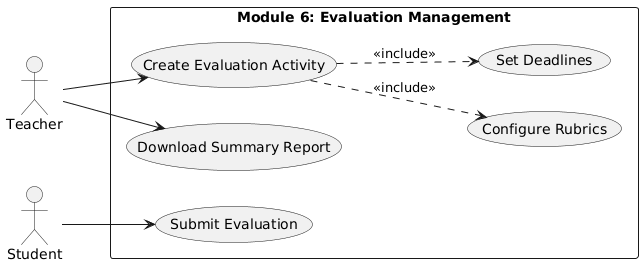 Module 6: Evaluation Management
Create Evaluation Activity
«include»
Set Deadlines
«include»
Configure Rubrics
Teacher
Download Summary Report
Submit Evaluation
Student